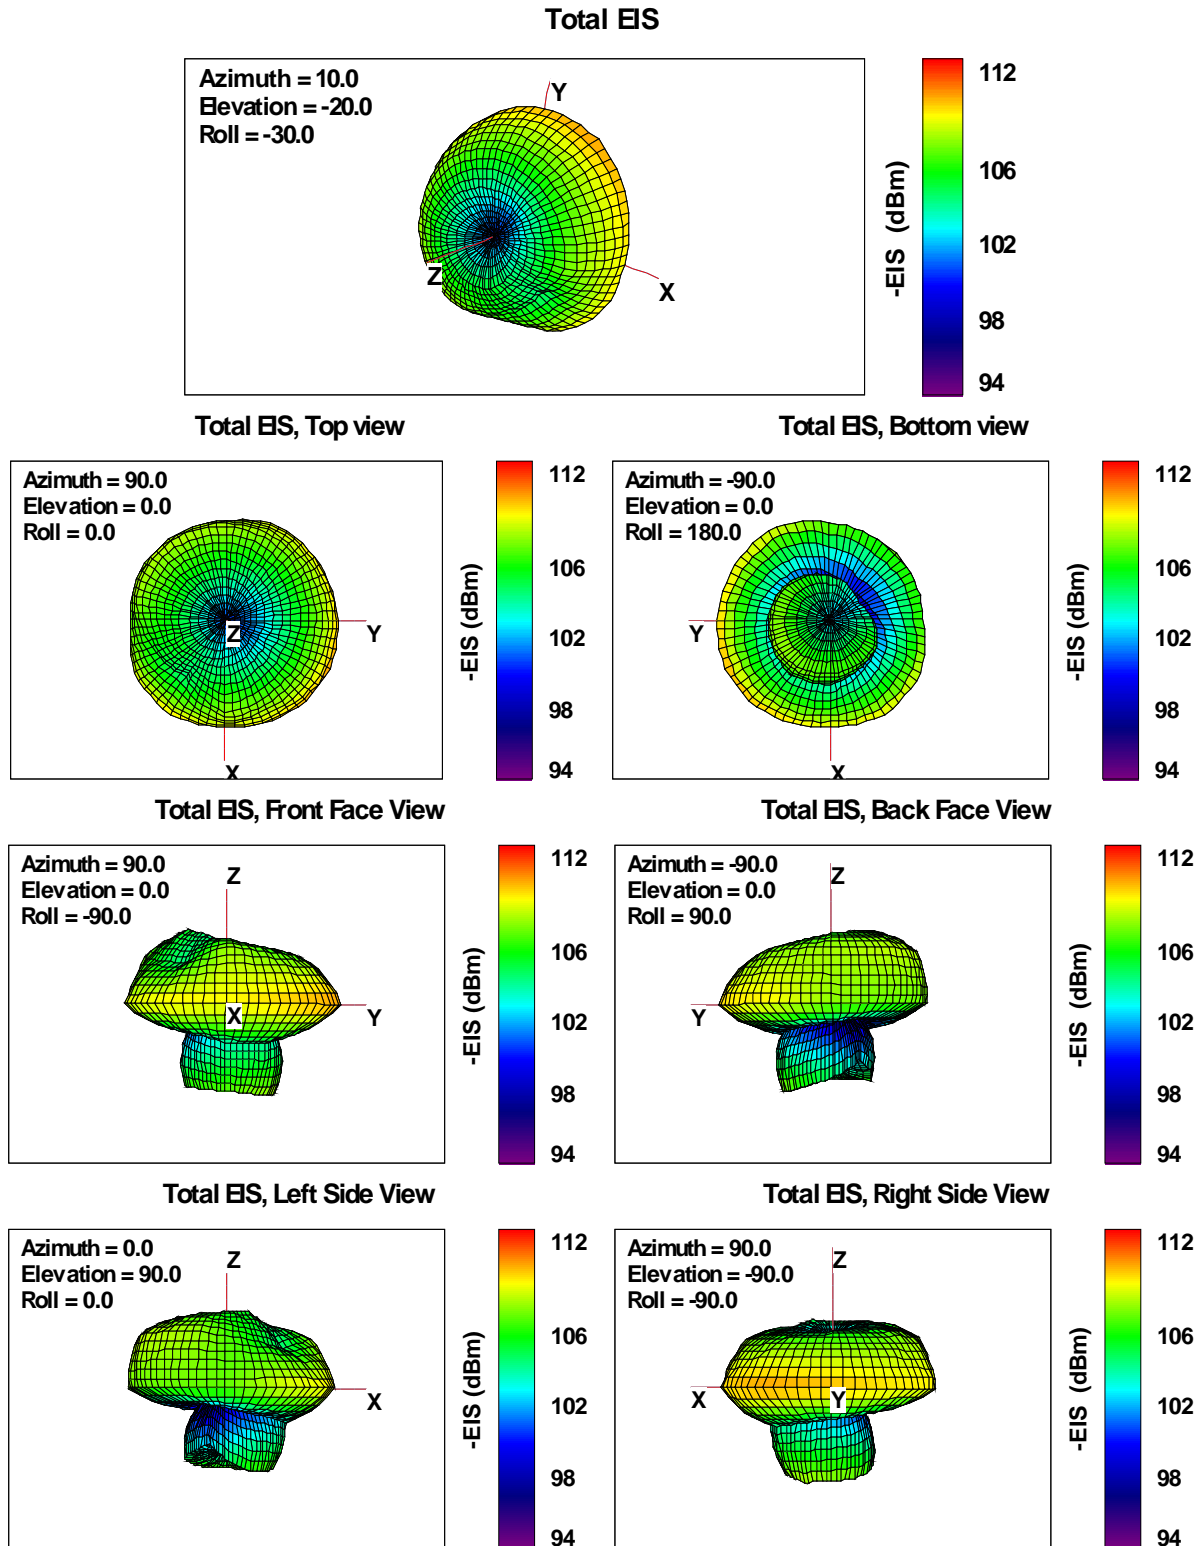 Total EIS
Azimuth = 10.0
Elevation = -20.0
Roll = -30.0
Y
Z
X
-EIS (dBm)
112
106
102
98
94
Total EIS, Top view
Azimuth = 90.0
Elevation = 0.0
Roll = 0.0
Z
Y
X
-EIS (dBm)
112
106
102
98
94
Total EIS, Bottom view
Azimuth = -90.0
Elevation = 0.0
Roll = 180.0
Y
X
-EIS (dBm)
112
106
102
98
94
Total EIS, Front Face View
Azimuth = 90.0
Elevation = 0.0
Roll = -90.0
Z
X
Y
-EIS (dBm)
112
106
102
98
94
Total EIS, Back Face View
Azimuth = -90.0
Elevation = 0.0
Roll = 90.0
Z
Y
-EIS (dBm)
112
106
102
98
94
Total EIS, Left Side View
Azimuth = 0.0
Elevation = 90.0
Roll = 0.0
Z
X
-EIS (dBm)
112
106
102
98
94
Total EIS, Right Side View
Azimuth = 90.0
Elevation = -90.0
Roll = -90.0
Z
X
Y
-EIS (dBm)
112
106
102
98
94